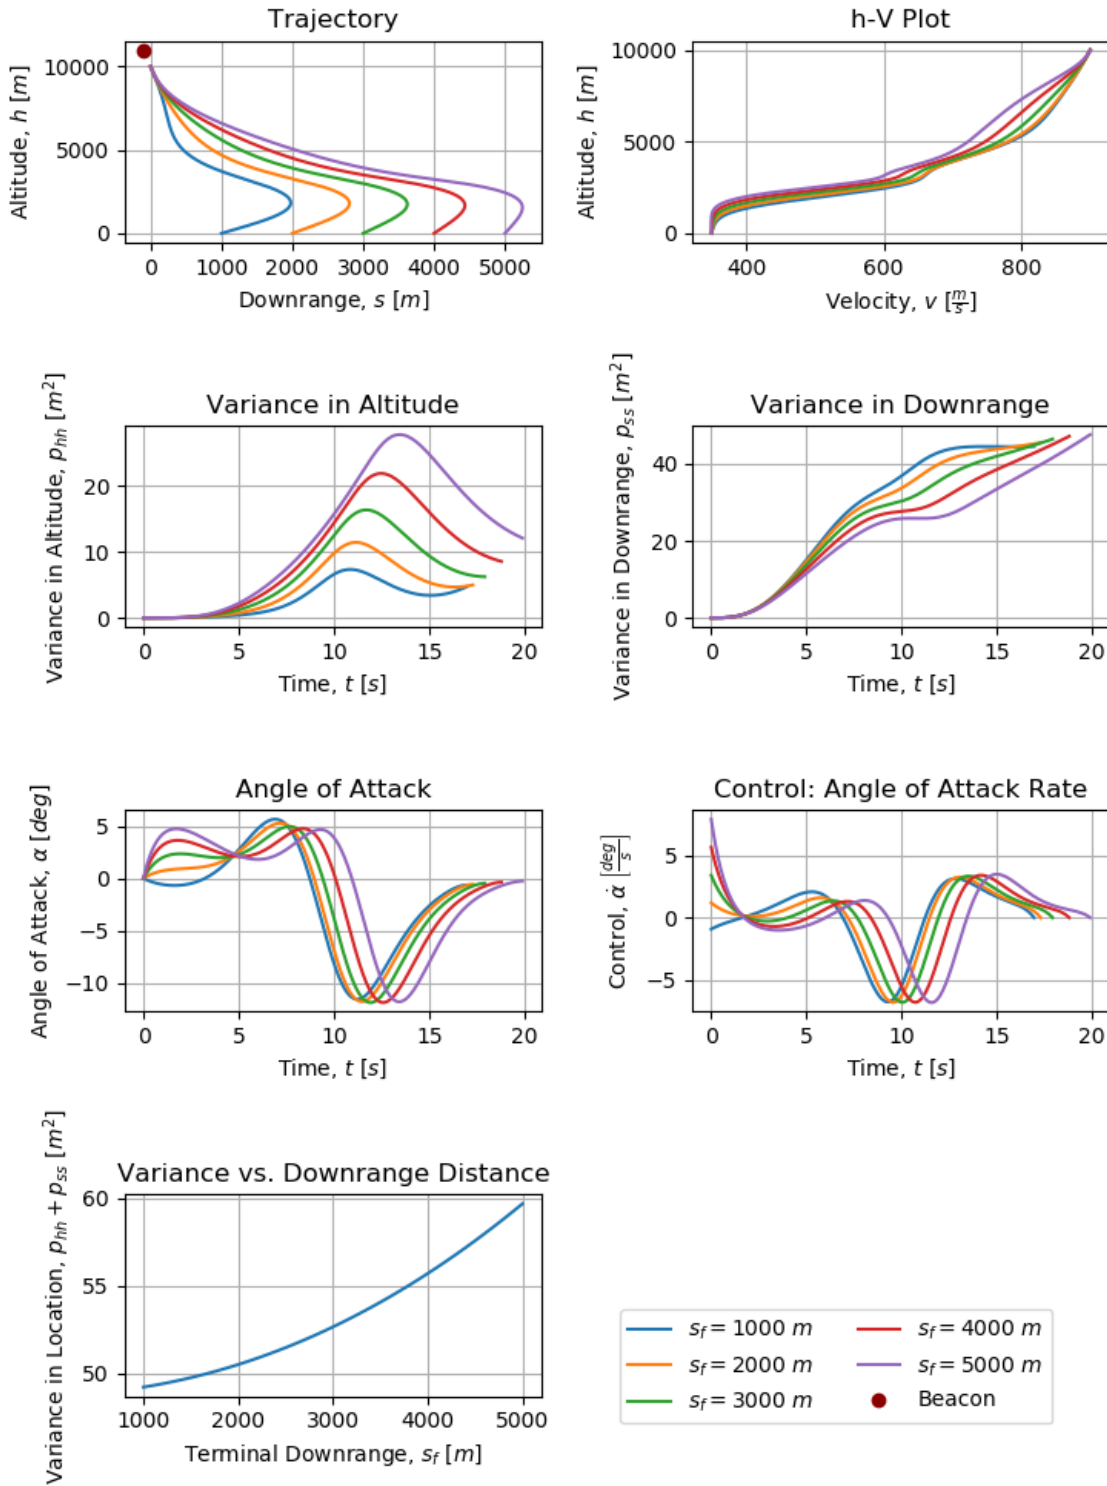 Trajectory
Altitude, h [m]
10000
5000
0
0 1000 2000 3000 4000 5000
Downrange, s [m]
h-V Plot
Altitude, h [m]
10000
5000
0
400 600 800
Velocity, v [m/s]
Variance in Altitude
Variance in Altitude, p_hh [m²]
20
10
0
0 5 10 15 20
Time, t [s]
Variance in Downrange
Variance in Downrange, p_ss [m²]
40
20
0
0 5 10 15 20
Time, t [s]
Angle of Attack
Angle of Attack, α [deg]
5
0
−5
−10
0 5 10 15 20
Time, t [s]
Control: Angle of Attack Rate
Control, α̇ [deg/s]
5
0
−5
0 5 10 15 20
Time, t [s]
Variance vs. Downrange Distance
Variance in Location, p_hh + p_ss [m²]
60
55
50
1000 2000 3000 4000 5000
Terminal Downrange, s_f [m]
s_f = 1000 m
s_f = 2000 m
s_f = 3000 m
s_f = 4000 m
s_f = 5000 m
Beacon